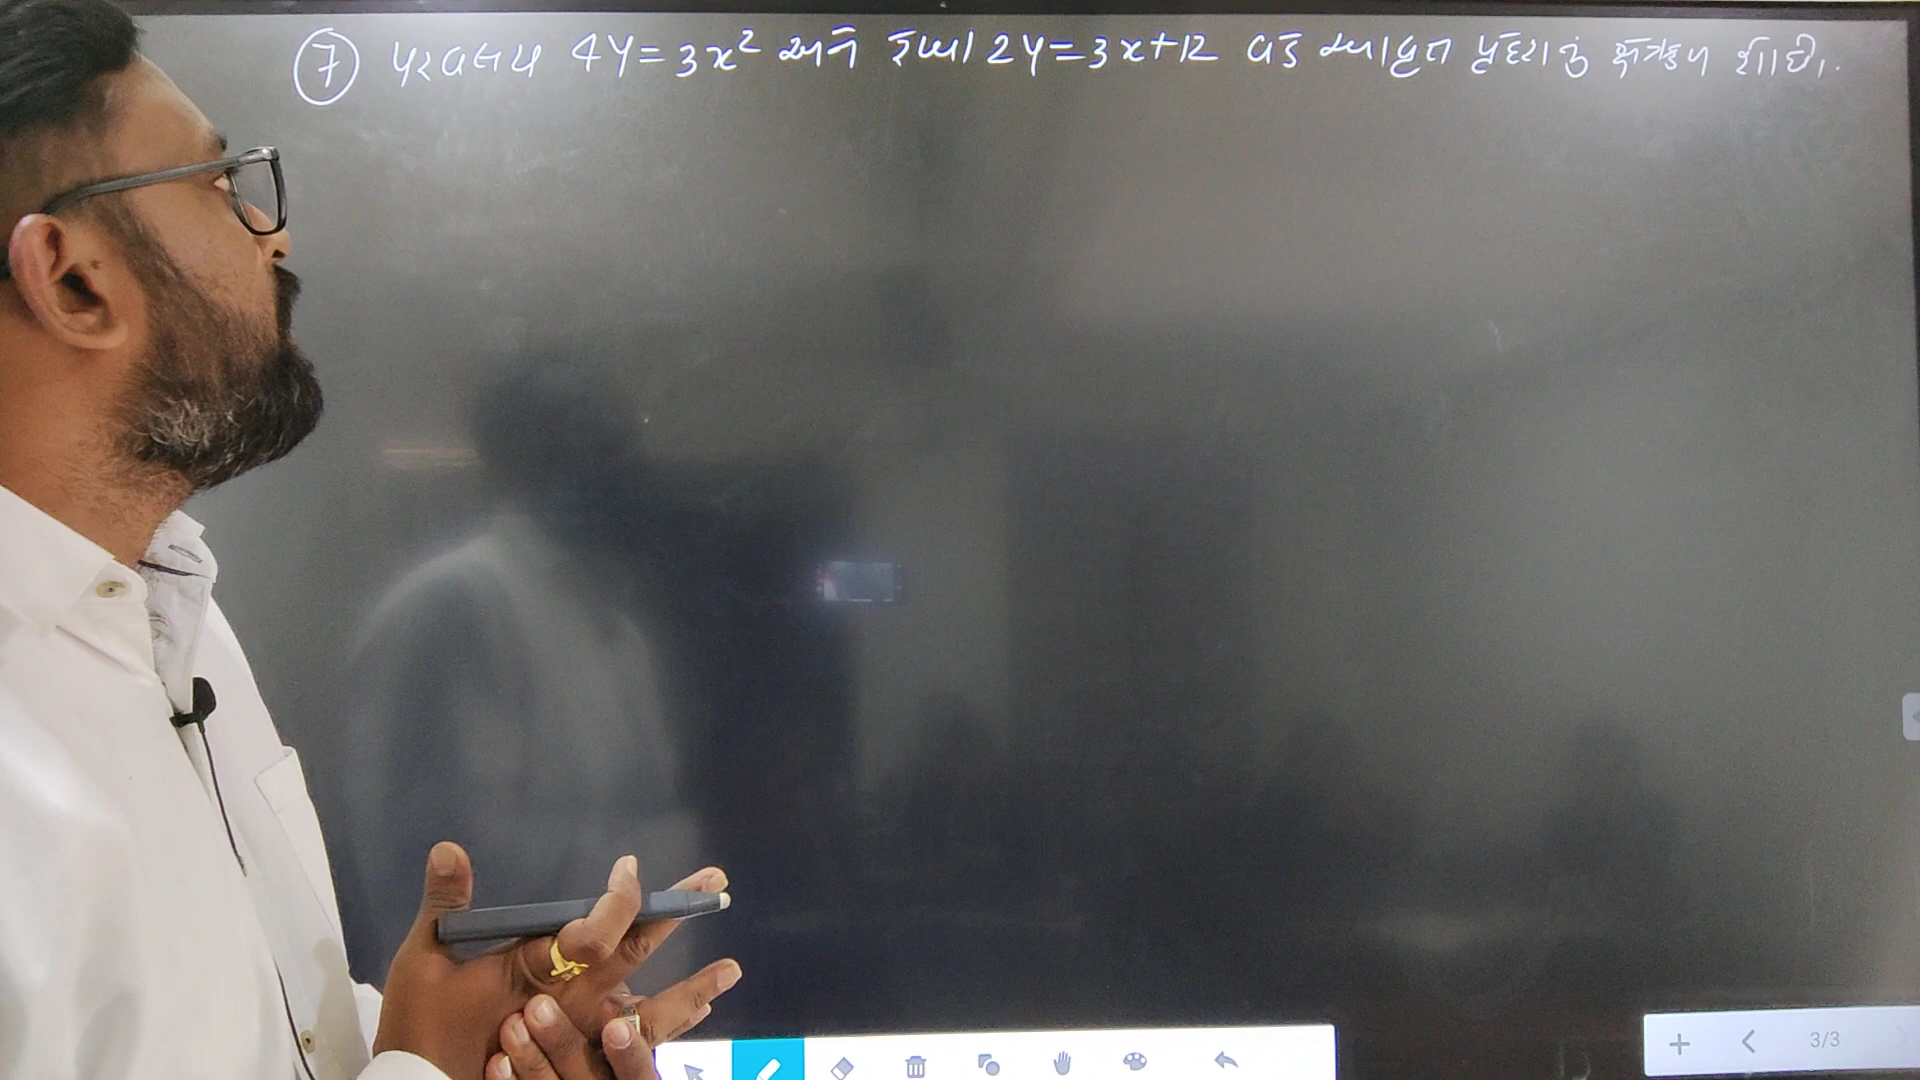 7 પરવલય 4y = 3x² અને રેખા 2y = 3x + 12 વડે આવૃત પ્રદેશનું ક્ષેત્રફળ શોધો.
3/3